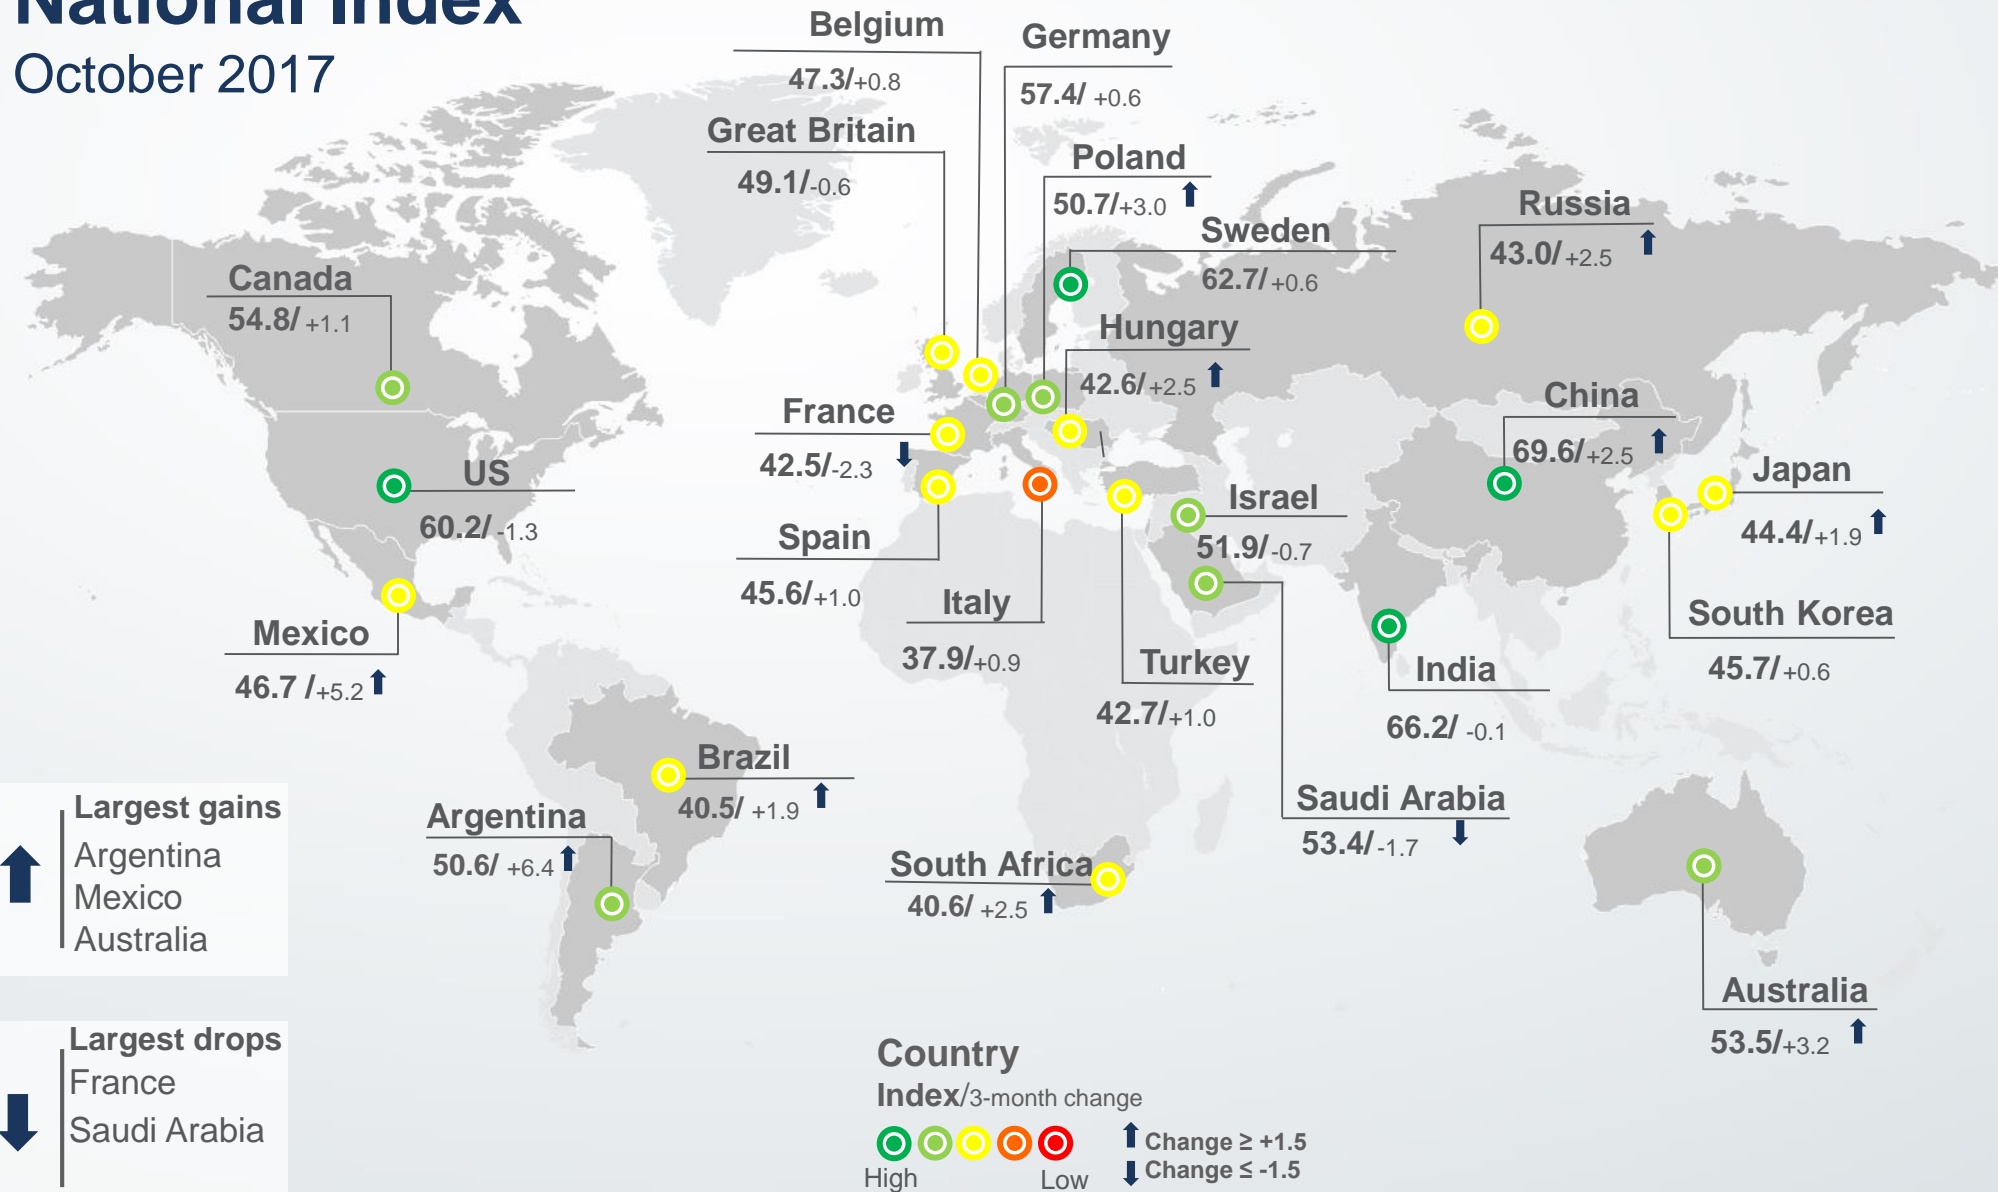 National Index
October 2017
Belgium
47.3/+0.8
Germany
57.4/ +0.6
Great Britain
49.1/-0.6
Poland
50.7/+3.0
Sweden
62.7/+0.6
Russia
43.0/+2.5
Canada
54.8/ +1.1
Hungary
42.6/+2.5
France
42.5/-2.3
China
69.6/+2.5
US
60.2/ -1.3
Japan
44.4/+1.9
Israel
51.9/-0.7
Spain
45.6/+1.0
Italy
37.9/+0.9
South Korea
45.7/+0.6
Mexico
46.7 /+5.2
Turkey
42.7/+1.0
India
66.2/ -0.1
Brazil
40.5/ +1.9
Argentina
50.6/ +6.4
Saudi Arabia
53.4/-1.7
South Africa
40.6/ +2.5
Australia
53.5/+3.2
Largest gains
Argentina
Mexico
Australia
Largest drops
France
Saudi Arabia
Country
Index/3-month change
High
Low
Change ≥ +1.5
Change ≤ -1.5